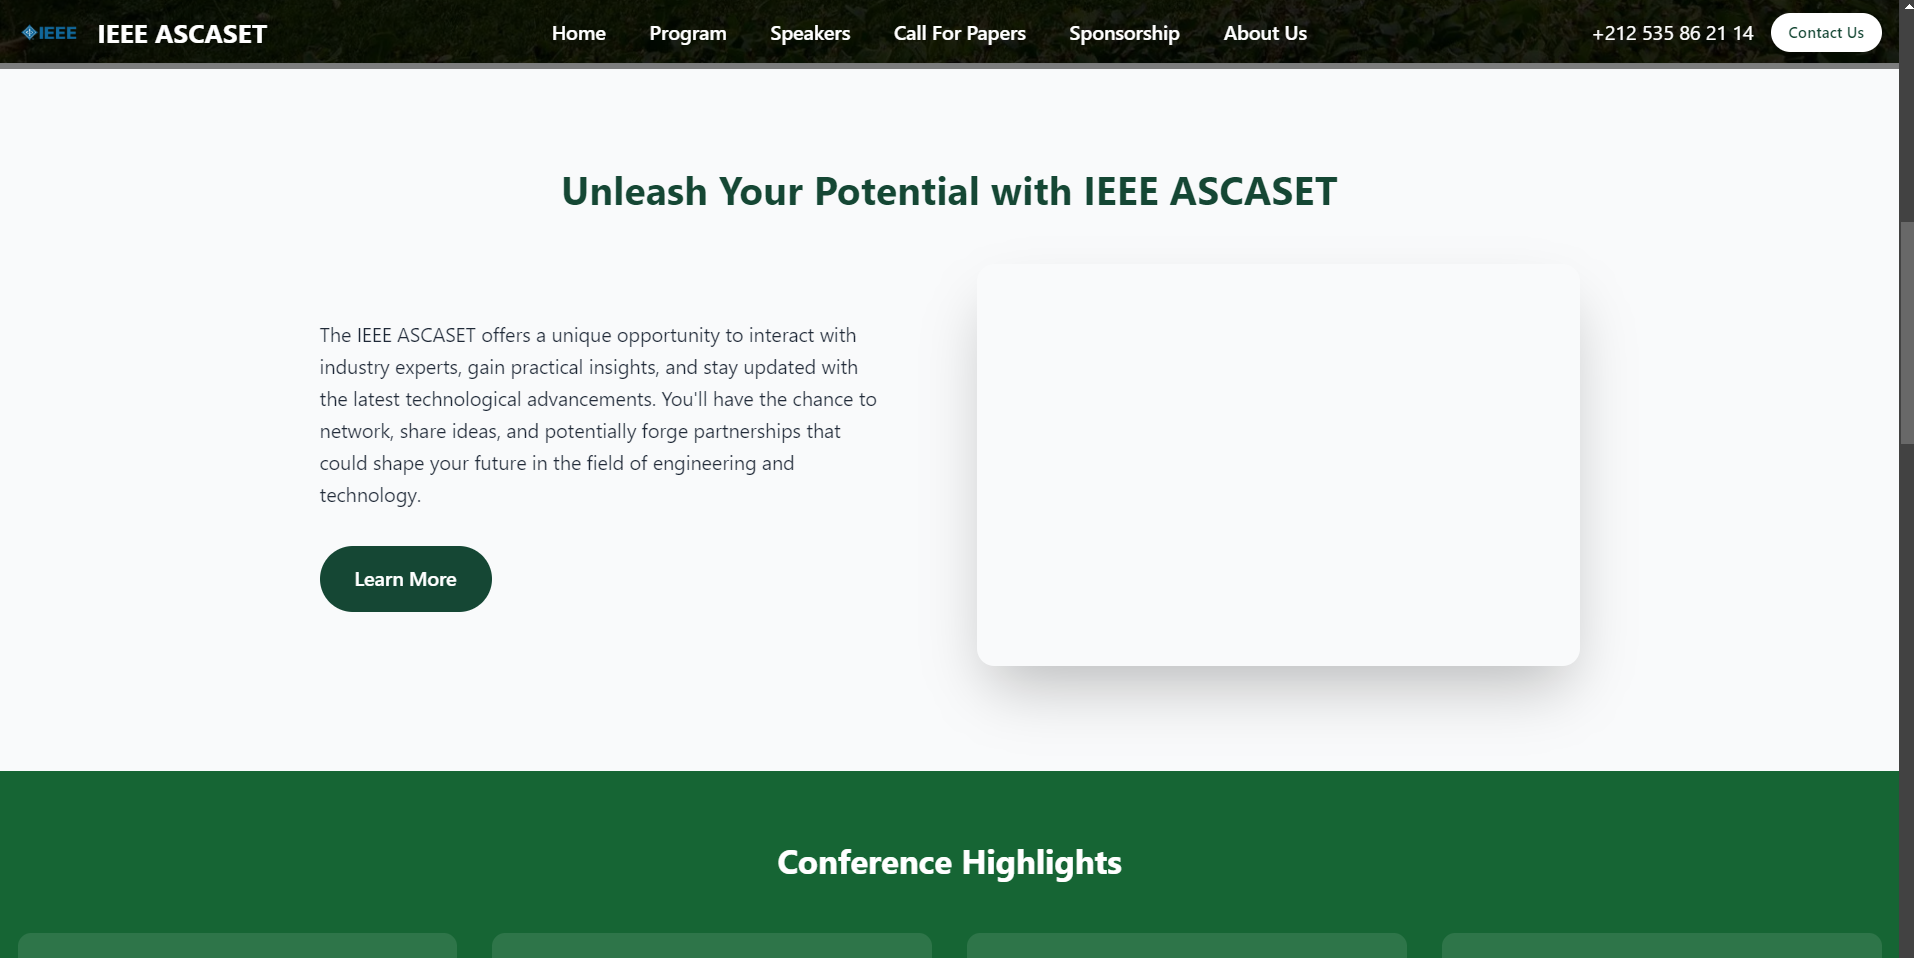 IEEE
IEEE ASCASET
Home
Program
Speakers
Call For Papers
Sponsorship
About Us
+212 535 86 21 14
Contact Us
Unleash Your Potential with IEEE ASCASET
The IEEE ASCASET offers a unique opportunity to interact with
industry experts, gain practical insights, and stay updated with
the latest technological advancements. You'll have the chance to
network, share ideas, and potentially forge partnerships that
could shape your future in the field of engineering and
technology.
Learn More
Conference Highlights